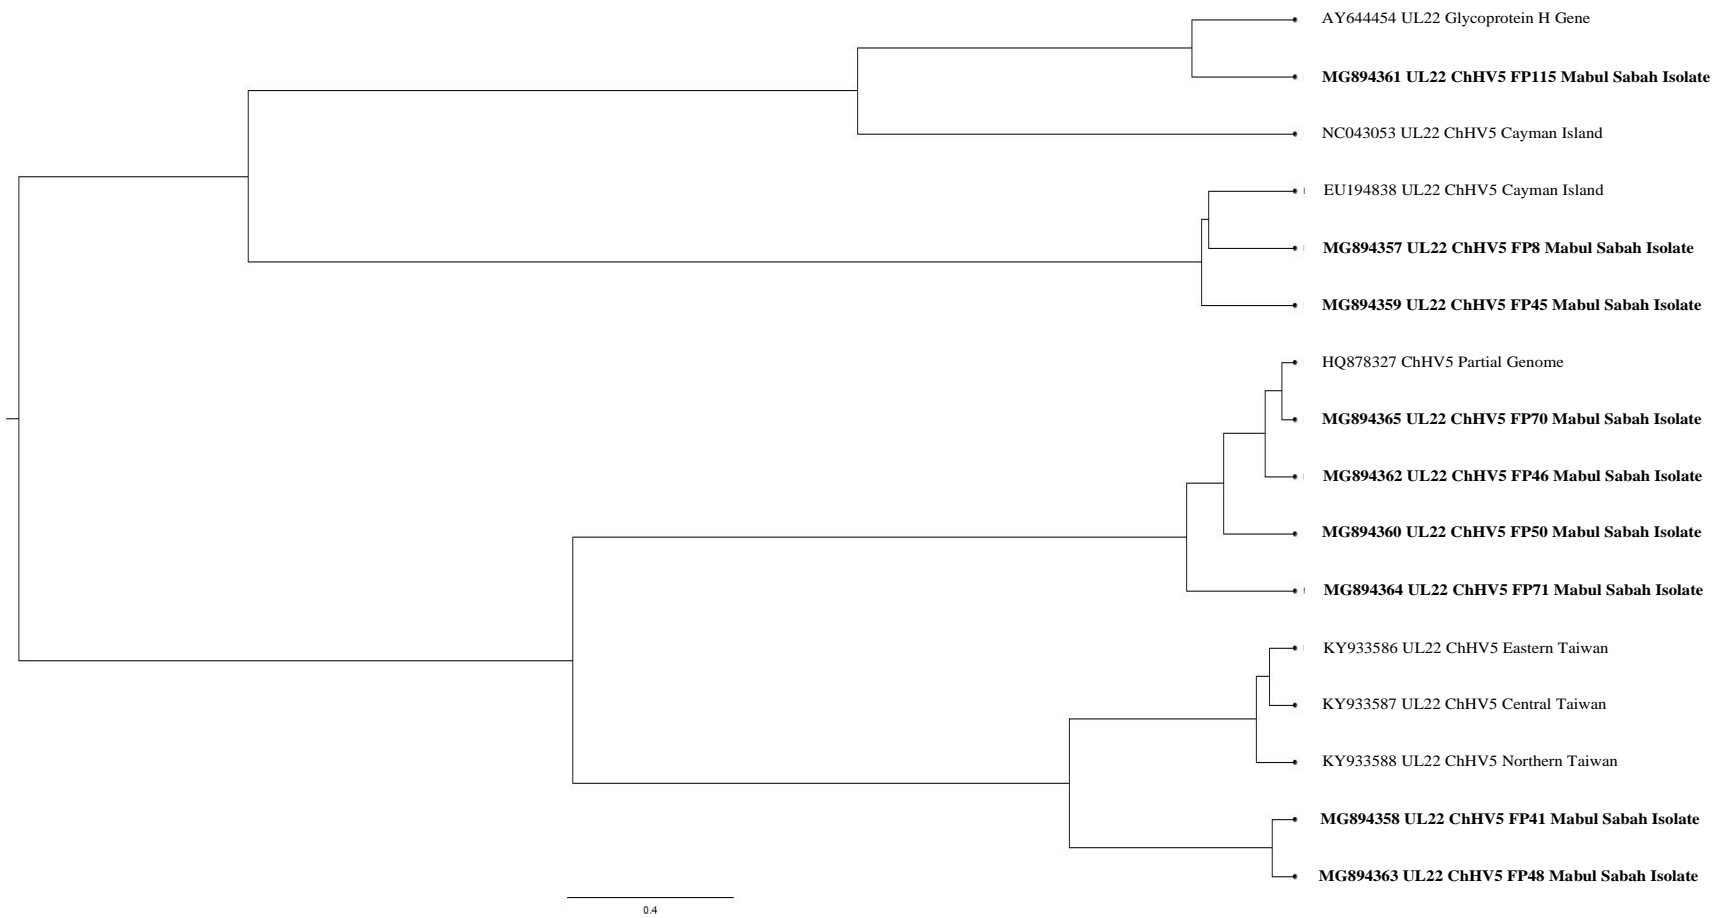 AY644454 UL22 Glycoprotein H Gene
MG894361 UL22 ChHV5 FP115 Mabul Sabah Isolate
NC043053 UL22 ChHV5 Cayman Island
EU194838 UL22 ChHV5 Cayman Island
MG894357 UL22 ChHV5 FP8 Mabul Sabah Isolate
MG894359 UL22 ChHV5 FP45 Mabul Sabah Isolate
HQ878327 ChHV5 Partial Genome
MG894365 UL22 ChHV5 FP70 Mabul Sabah Isolate
MG894362 UL22 ChHV5 FP46 Mabul Sabah Isolate
MG894360 UL22 ChHV5 FP50 Mabul Sabah Isolate
MG894364 UL22 ChHV5 FP71 Mabul Sabah Isolate
KY933586 UL22 ChHV5 Eastern Taiwan
KY933587 UL22 ChHV5 Central Taiwan
KY933588 UL22 ChHV5 Northern Taiwan
MG894358 UL22 ChHV5 FP41 Mabul Sabah Isolate
MG894363 UL22 ChHV5 FP48 Mabul Sabah Isolate
0.4